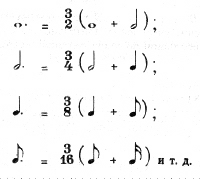 𝅝. = 3/2 (𝅝 + 𝅗𝅥);
𝅗𝅥. = 3/4 (𝅗𝅥 + ♩);
♩. = 3/8 (♩ + ♪);
♪. = 3/16 (♪ + 𝅘𝅥𝅯) и т. д.